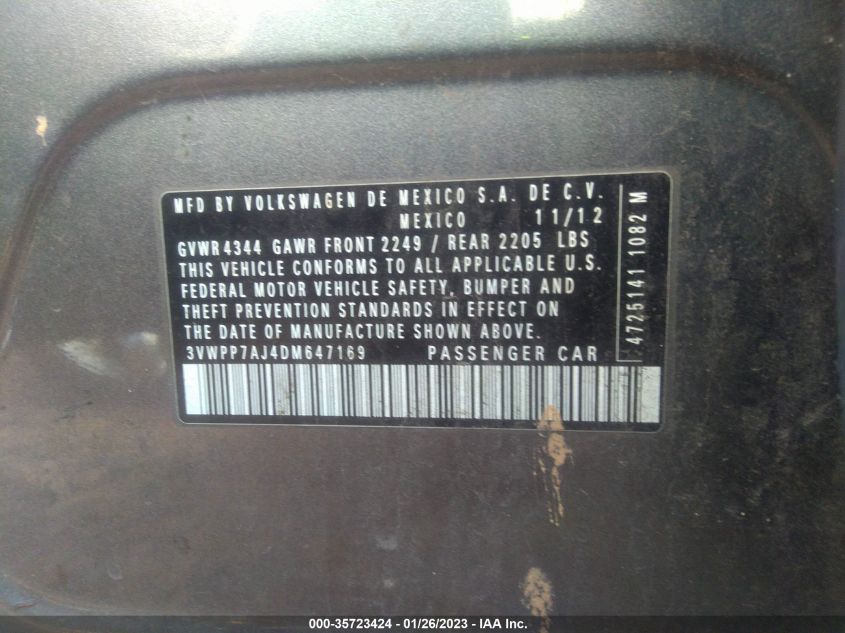 MFD BY VOLKSWAGEN DE MEXICO S.A. DE C.V.
MEXICO 11/12
GVWR 4344 GAWR FRONT 2249 / REAR 2205 LBS
THIS VEHICLE CONFORMS TO ALL APPLICABLE U.S.
FEDERAL MOTOR VEHICLE SAFETY, BUMPER AND
THEFT PREVENTION STANDARDS IN EFFECT ON
THE DATE OF MANUFACTURE SHOWN ABOVE.
3VWPP7AJ4DM647169 PASSENGER CAR
4725141 1082 M
000-35723424 - 01/26/2023 - IAA Inc.